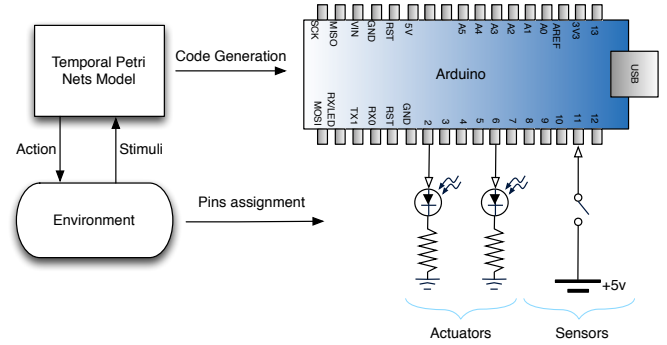 Temporal Petri
Nets Model
Code Generation
Action
Stimuli
Environment
Pins assignment
SCK
MISO
VIN
GND
RST
5V
A5
A4
A3
A2
A1
A0
AREF
3V3
13
Arduino
USB
MOSI
RX/LED
TX1
RX0
RST
GND
2
3
4
5
6
7
8
9
10
11
12
+5v
Actuators
Sensors